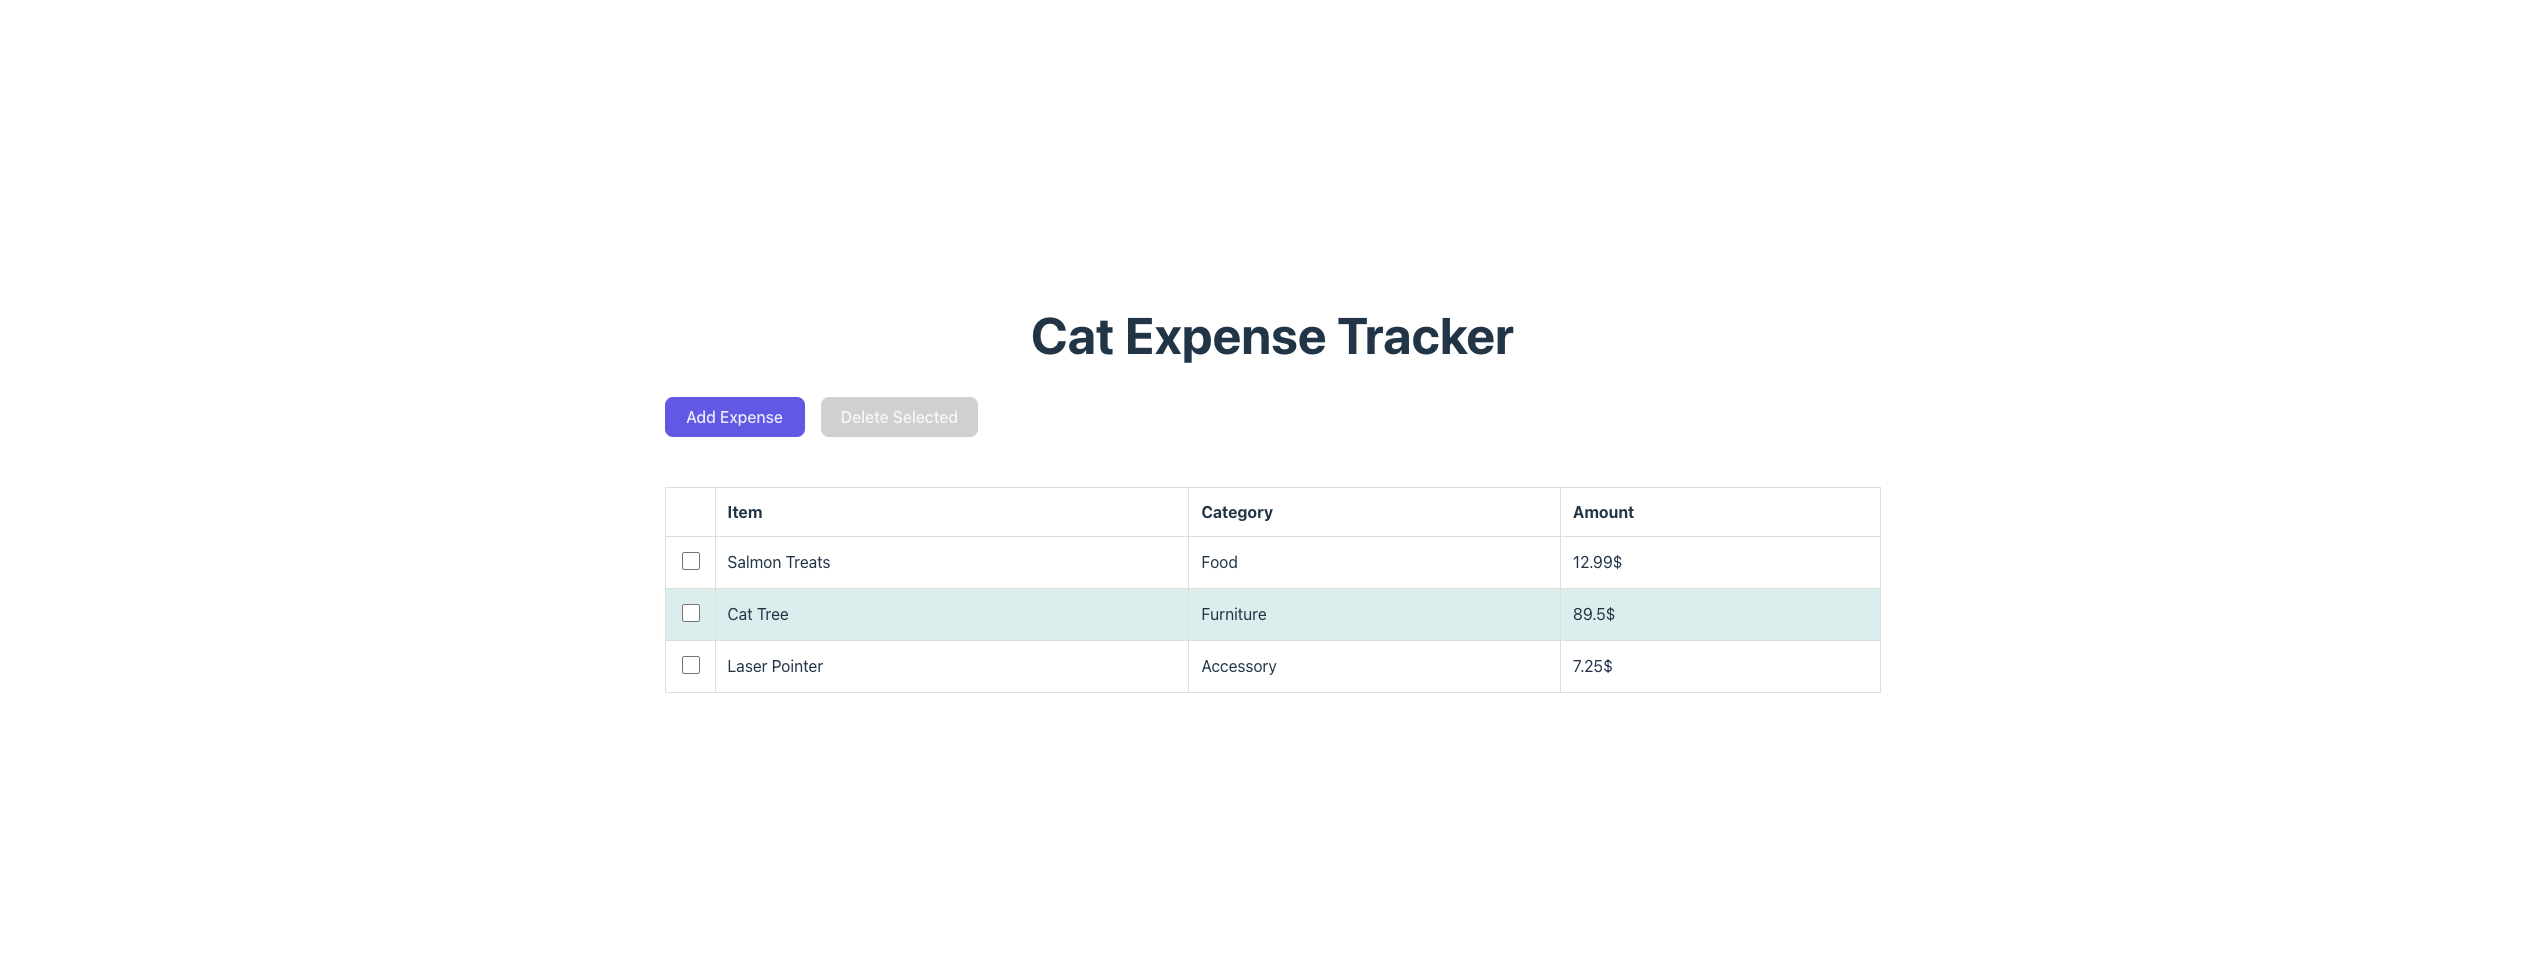 Cat Expense Tracker
Add Expense Delete Selected
Item Category Amount
Salmon Treats Food 12.99$
Cat Tree Furniture 89.5$
Laser Pointer Accessory 7.25$